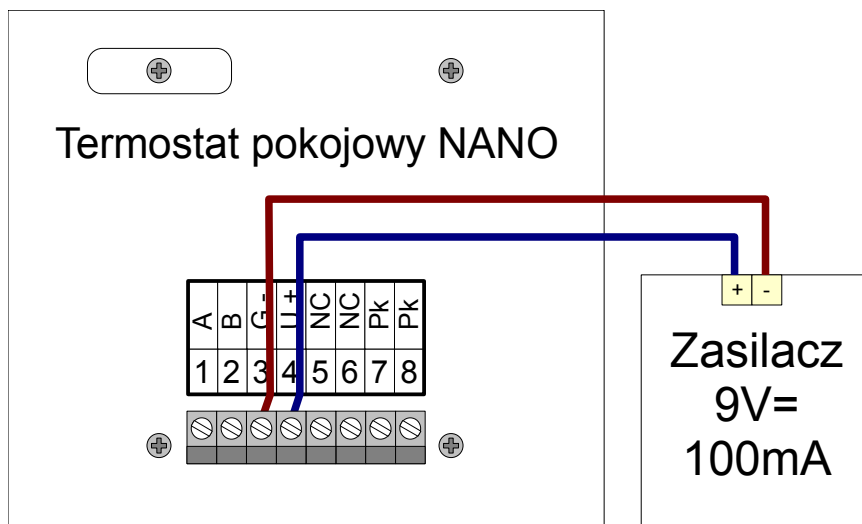 Termostat pokojowy NANO
A B G - U + NC NC Pk Pk
1 2 3 4 5 6 7 8
+ -
Zasilacz
9V=
100mA